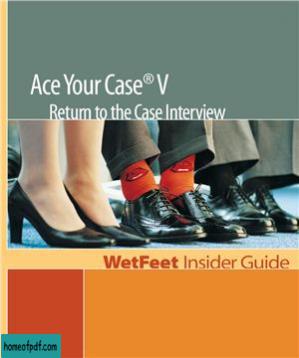 Ace Your Case® V
Return to the Case Interview
WetFeet Insider Guide
homeofpdf.com